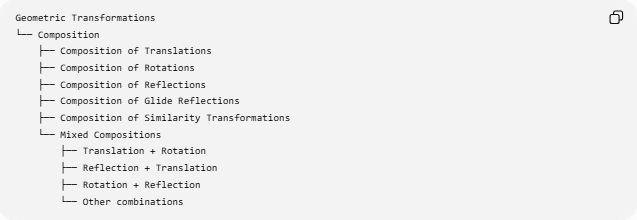 Geometric Transformations
└── Composition
    ├── Composition of Translations
    ├── Composition of Rotations
    ├── Composition of Reflections
    ├── Composition of Glide Reflections
    ├── Composition of Similarity Transformations
    └── Mixed Compositions
        ├── Translation + Rotation
        ├── Reflection + Translation
        ├── Rotation + Reflection
        └── Other combinations